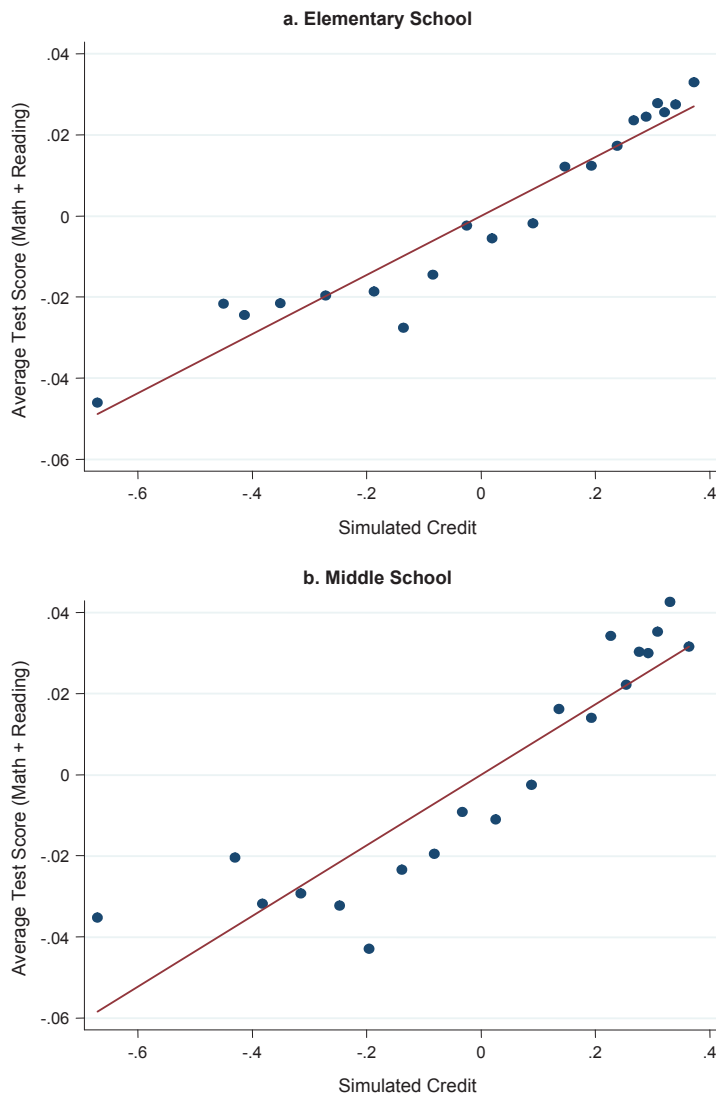 a. Elementary School
.04
.02
0
-.02
-.04
-.06
Average Test Score (Math + Reading)
-.6 -.4 -.2 0 .2 .4
Simulated Credit
b. Middle School
.04
.02
0
-.02
-.04
-.06
Average Test Score (Math + Reading)
-.6 -.4 -.2 0 .2 .4
Simulated Credit